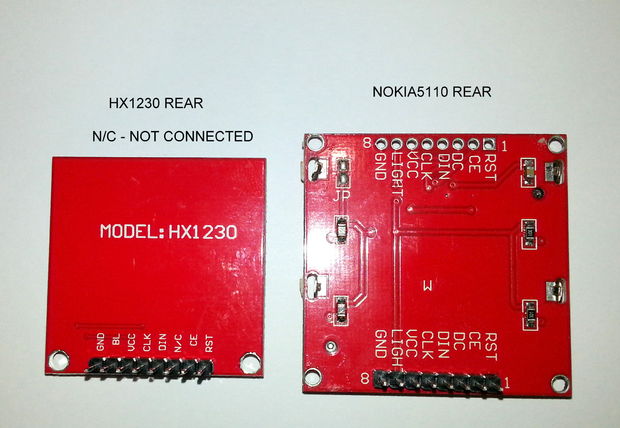 HX1230 REAR
N/C - NOT CONNECTED
MODEL:HX1230
GND BL VCC CLK DIN N/C CE RST
NOKIA5110 REAR
8 1
GND LIGHT VCC CLK DIN DC CE RST
JP
M
GND LIGH VCC CLK DIN DC CE RST
8 1